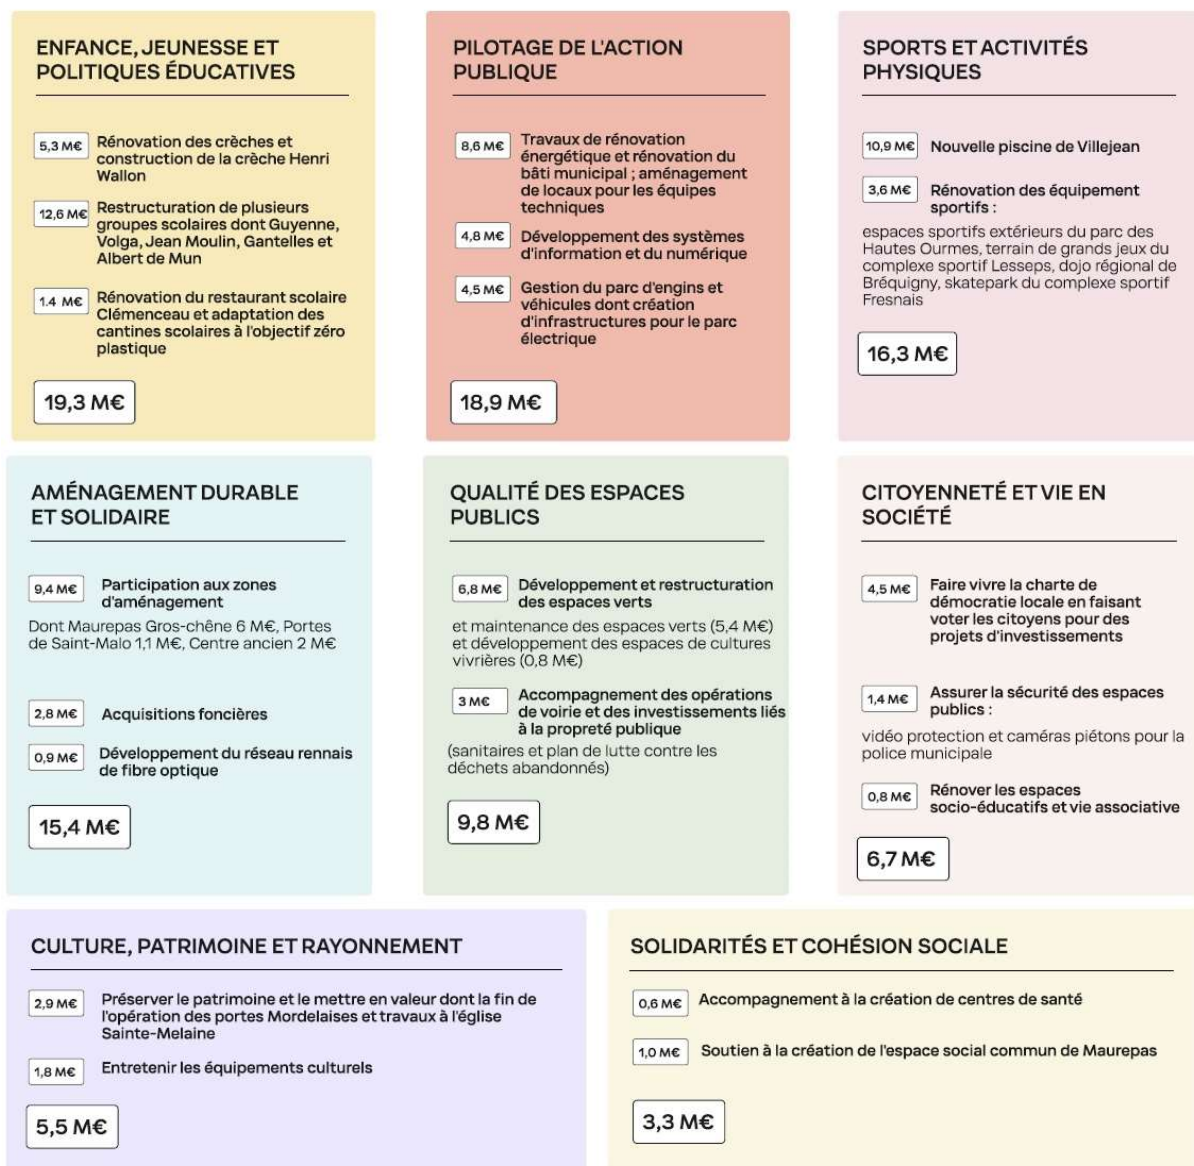 ENFANCE, JEUNESSE ET
POLITIQUES ÉDUCATIVES
5,3 M€ Rénovation des crèches et
construction de la crèche Henri
Wallon
12,6 M€ Restructuration de plusieurs
groupes scolaires dont Guyenne,
Volga, Jean Moulin, Gantelles et
Albert de Mun
1.4 M€ Rénovation du restaurant scolaire
Clémenceau et adaptation des
cantines scolaires à l'objectif zéro
plastique
19,3 M€
PILOTAGE DE L'ACTION
PUBLIQUE
8,6 M€ Travaux de rénovation
énergétique et rénovation du
bâti municipal ; aménagement
de locaux pour les équipes
techniques
4,8 M€ Développement des systèmes
d'information et du numérique
4,5 M€ Gestion du parc d'engins et
véhicules dont création
d'infrastructures pour le parc
électrique
18,9 M€
SPORTS ET ACTIVITÉS
PHYSIQUES
10,9 M€ Nouvelle piscine de Villejean
3,6 M€ Rénovation des équipement
sportifs :
espaces sportifs extérieurs du parc des
Hautes Ourmes, terrain de grands jeux du
complexe sportif Lesseps, dojo régional de
Bréquigny, skatepark du complexe sportif
Fresnais
16,3 M€
AMÉNAGEMENT DURABLE
ET SOLIDAIRE
9,4 M€ Participation aux zones
d'aménagement
Dont Maurepas Gros-chêne 6 M€, Portes
de Saint-Malo 1,1 M€, Centre ancien 2 M€
2,8 M€ Acquisitions foncières
0,9 M€ Développement du réseau rennais
de fibre optique
15,4 M€
QUALITÉ DES ESPACES
PUBLICS
6,8 M€ Développement et restructuration
des espaces verts
et maintenance des espaces verts (5,4 M€)
et développement des espaces de cultures
vivrières (0,8 M€)
3 M€ Accompagnement des opérations
de voirie et des investissements liés
à la propreté publique
(sanitaires et plan de lutte contre les
déchets abandonnés)
9,8 M€
CITOYENNETÉ ET VIE EN
SOCIÉTÉ
4,5 M€ Faire vivre la charte de
démocratie locale en faisant
voter les citoyens pour des
projets d'investissements
1,4 M€ Assurer la sécurité des espaces
publics :
vidéo protection et caméras piétons pour la
police municipale
0,8 M€ Rénover les espaces
socio-éducatifs et vie associative
6,7 M€
CULTURE, PATRIMOINE ET RAYONNEMENT
2,9 M€ Préserver le patrimoine et le mettre en valeur dont la fin de
l'opération des portes Mordelaises et travaux à l'église
Sainte-Melaine
1,8 M€ Entretenir les équipements culturels
5,5 M€
SOLIDARITÉS ET COHÉSION SOCIALE
0,6 M€ Accompagnement à la création de centres de santé
1,0 M€ Soutien à la création de l'espace social commun de Maurepas
3,3 M€